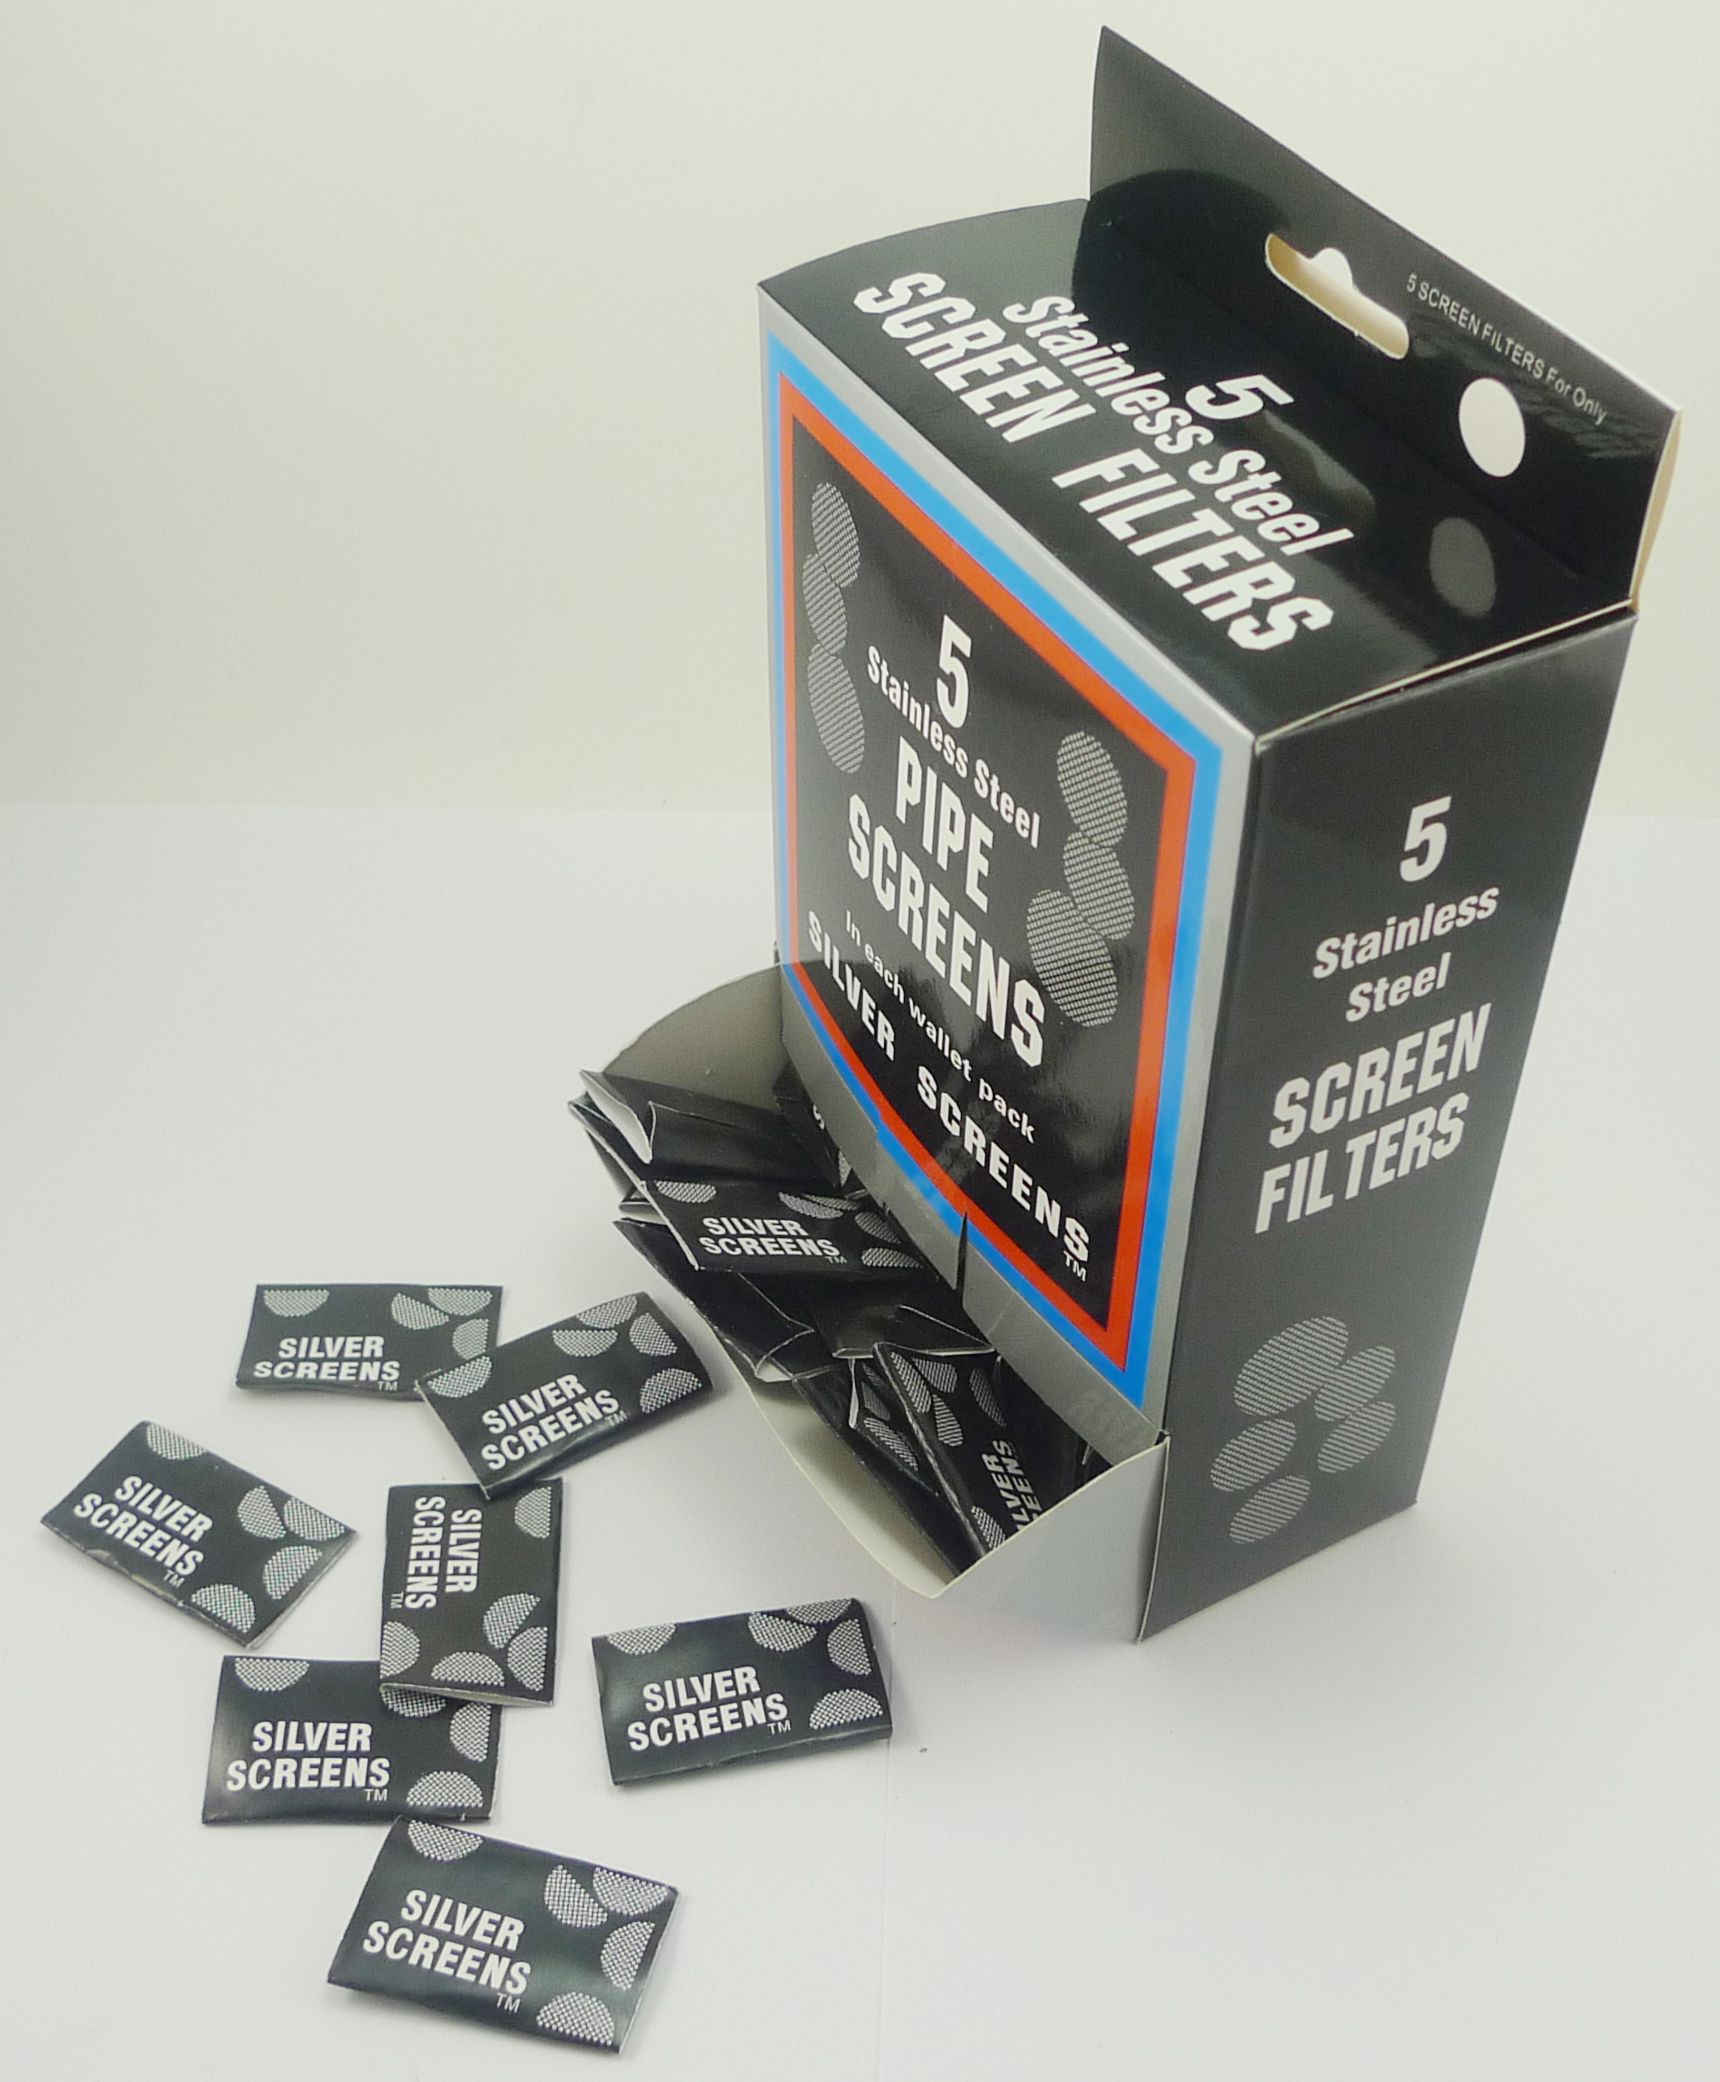 5 SCREEN FILTERS For Only
5
Stainless Steel
SCREEN FILTERS
5
Stainless Steel
PIPE
SCREENS
in each wallet pack
SILVER SCREENS
TM
5
Stainless
Steel
SCREEN
FILTERS
SILVER
SCREENS
TM
SILVER
SCREENS
TM
SILVER
SCREENS
TM
SILVER
SCREENS
TM
SILVER
SCREENS
TM
SILVER
SCREENS
TM
SILVER
SCREENS
TM
SILVER
SCREENS
TM